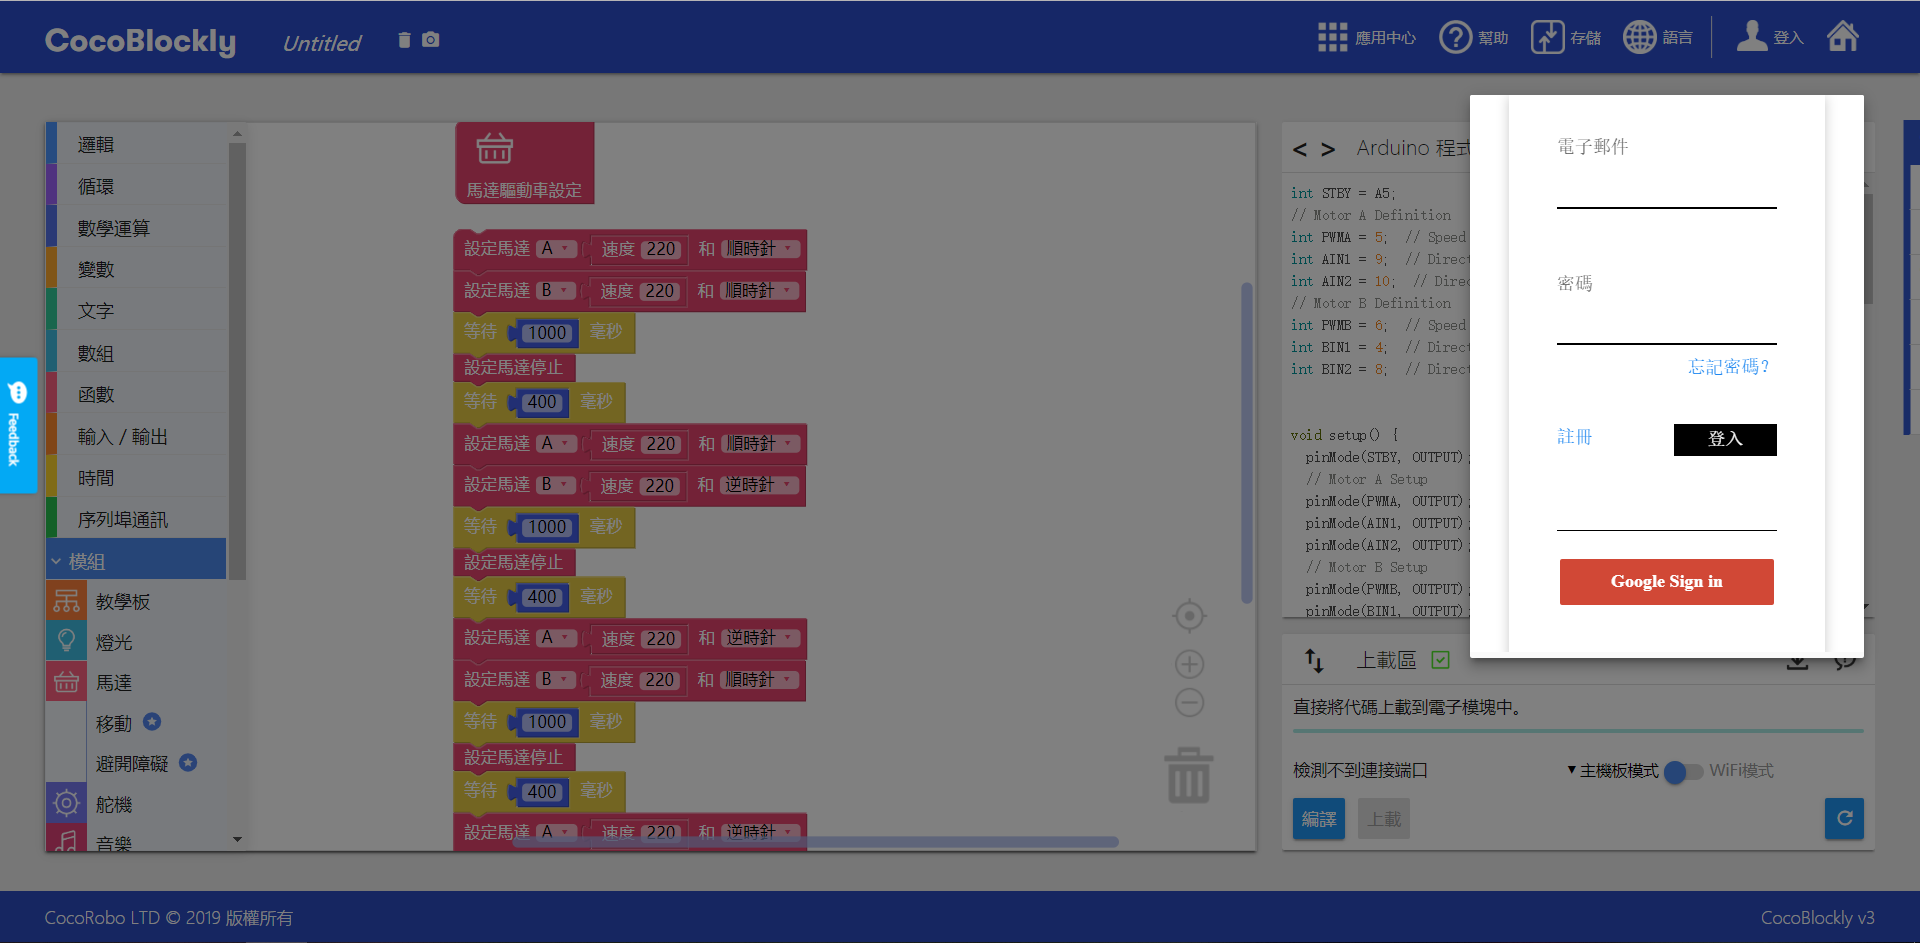 CocoBlockly
Untitled
應用中心
幫助
存儲
語言
登入
邏輯
循環
數學運算
變數
文字
數組
函數
輸入 / 輸出
時間
序列埠通訊
模組
教學板
燈光
馬達
移動
避開障礙
舵機
音樂
Feedback
馬達驅動車設定
設定馬達 A 速度 220 和 順時針
設定馬達 B 速度 220 和 順時針
等待 1000 毫秒
設定馬達停止
等待 400 毫秒
設定馬達 A 速度 220 和 順時針
設定馬達 B 速度 220 和 逆時針
等待 1000 毫秒
設定馬達停止
等待 400 毫秒
設定馬達 A 速度 220 和 逆時針
設定馬達 B 速度 220 和 順時針
等待 1000 毫秒
設定馬達停止
等待 400 毫秒
設定馬達 A 速度 220 和 逆時針
< > Arduino 程式
int STBY = A5;
// Motor A Definition
int PWMA = 5; // Speed
int AIN1 = 9; // Direct
int AIN2 = 10; // Direc
// Motor B Definition
int PWMB = 6; // Speed
int BIN1 = 4; // Direct
int BIN2 = 8; // Direct
void setup() {
pinMode(STBY, OUTPUT);
// Motor A Setup
pinMode(PWMA, OUTPUT)
pinMode(AIN1, OUTPUT)
pinMode(AIN2, OUTPUT)
// Motor B Setup
pinMode(PWMB, OUTPUT)
pinMode(BIN1, OUTPUT)
電子郵件
密碼
忘記密碼?
註冊
登入
Google Sign in
上載區
直接將代碼上載到電子模塊中。
檢測不到連接端口
▼主機板模式
WiFi模式
編譯
上載
CocoRobo LTD © 2019 版權所有
CocoBlockly v3